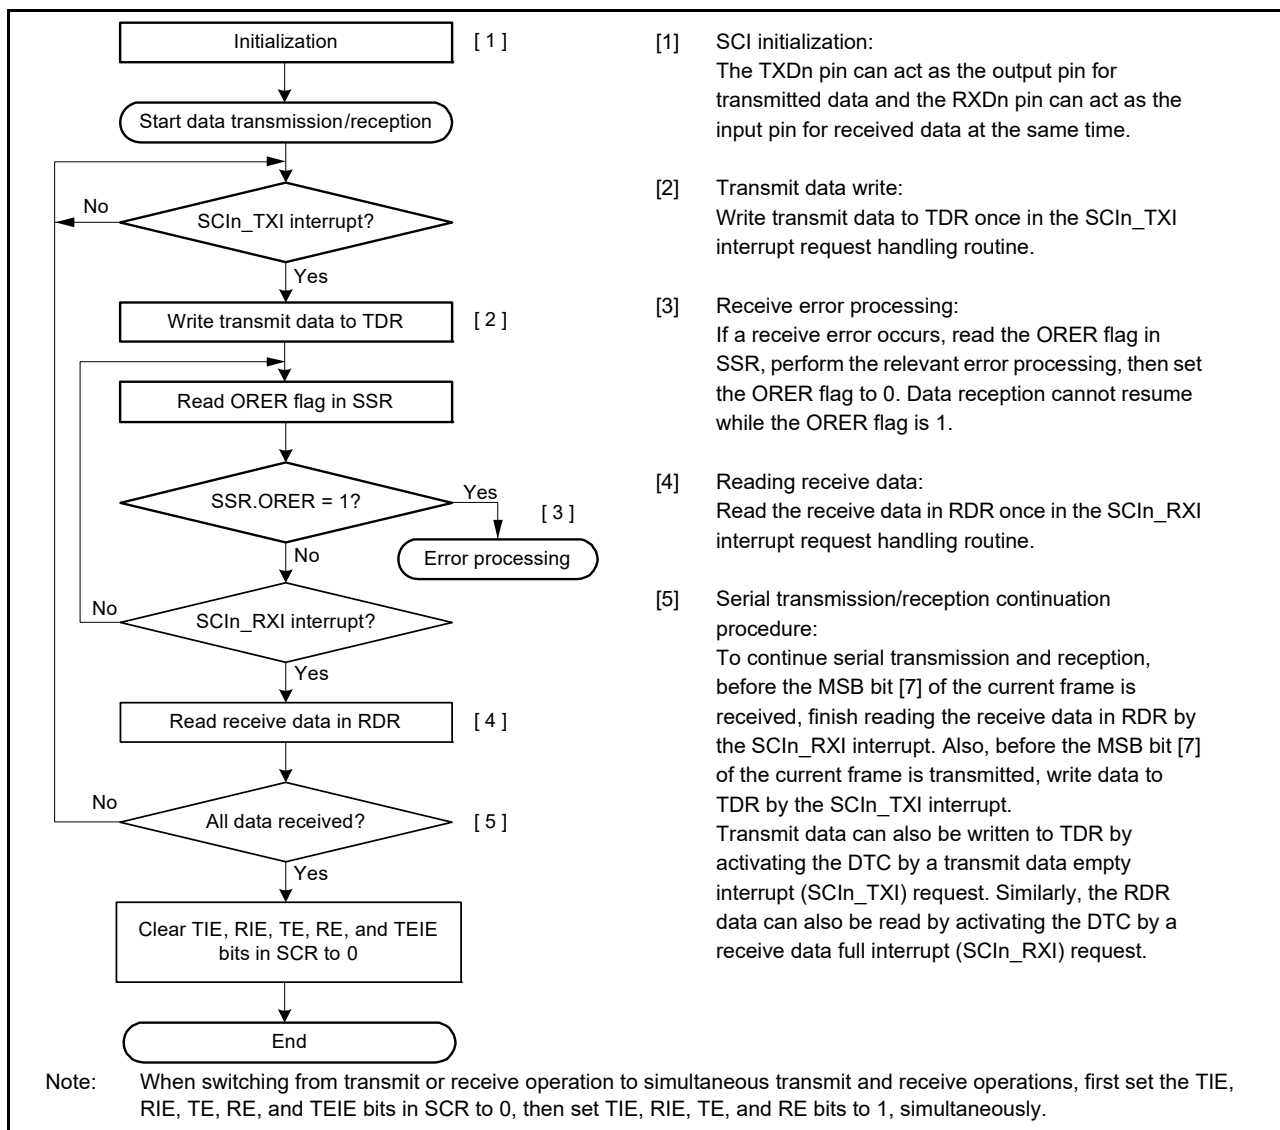 Initialization
[ 1 ]
Start data transmission/reception
No
SCIn_TXI interrupt?
Yes
Write transmit data to TDR
[ 2 ]
Read ORER flag in SSR
SSR.ORER = 1?
Yes
[ 3 ]
Error processing
No
No
SCIn_RXI interrupt?
Yes
Read receive data in RDR
[ 4 ]
No
All data received?
[ 5 ]
Yes
Clear TIE, RIE, TE, RE, and TEIE
bits in SCR to 0
End
[1] SCI initialization:
The TXDn pin can act as the output pin for
transmitted data and the RXDn pin can act as the
input pin for received data at the same time.
[2] Transmit data write:
Write transmit data to TDR once in the SCIn_TXI
interrupt request handling routine.
[3] Receive error processing:
If a receive error occurs, read the ORER flag in
SSR, perform the relevant error processing, then set
the ORER flag to 0. Data reception cannot resume
while the ORER flag is 1.
[4] Reading receive data:
Read the receive data in RDR once in the SCIn_RXI
interrupt request handling routine.
[5] Serial transmission/reception continuation
procedure:
To continue serial transmission and reception,
before the MSB bit [7] of the current frame is
received, finish reading the receive data in RDR by
the SCIn_RXI interrupt. Also, before the MSB bit [7]
of the current frame is transmitted, write data to
TDR by the SCIn_TXI interrupt.
Transmit data can also be written to TDR by
activating the DTC by a transmit data empty
interrupt (SCIn_TXI) request. Similarly, the RDR
data can also be read by activating the DTC by a
receive data full interrupt (SCIn_RXI) request.
Note: When switching from transmit or receive operation to simultaneous transmit and receive operations, first set the TIE,
RIE, TE, RE, and TEIE bits in SCR to 0, then set TIE, RIE, TE, and RE bits to 1, simultaneously.